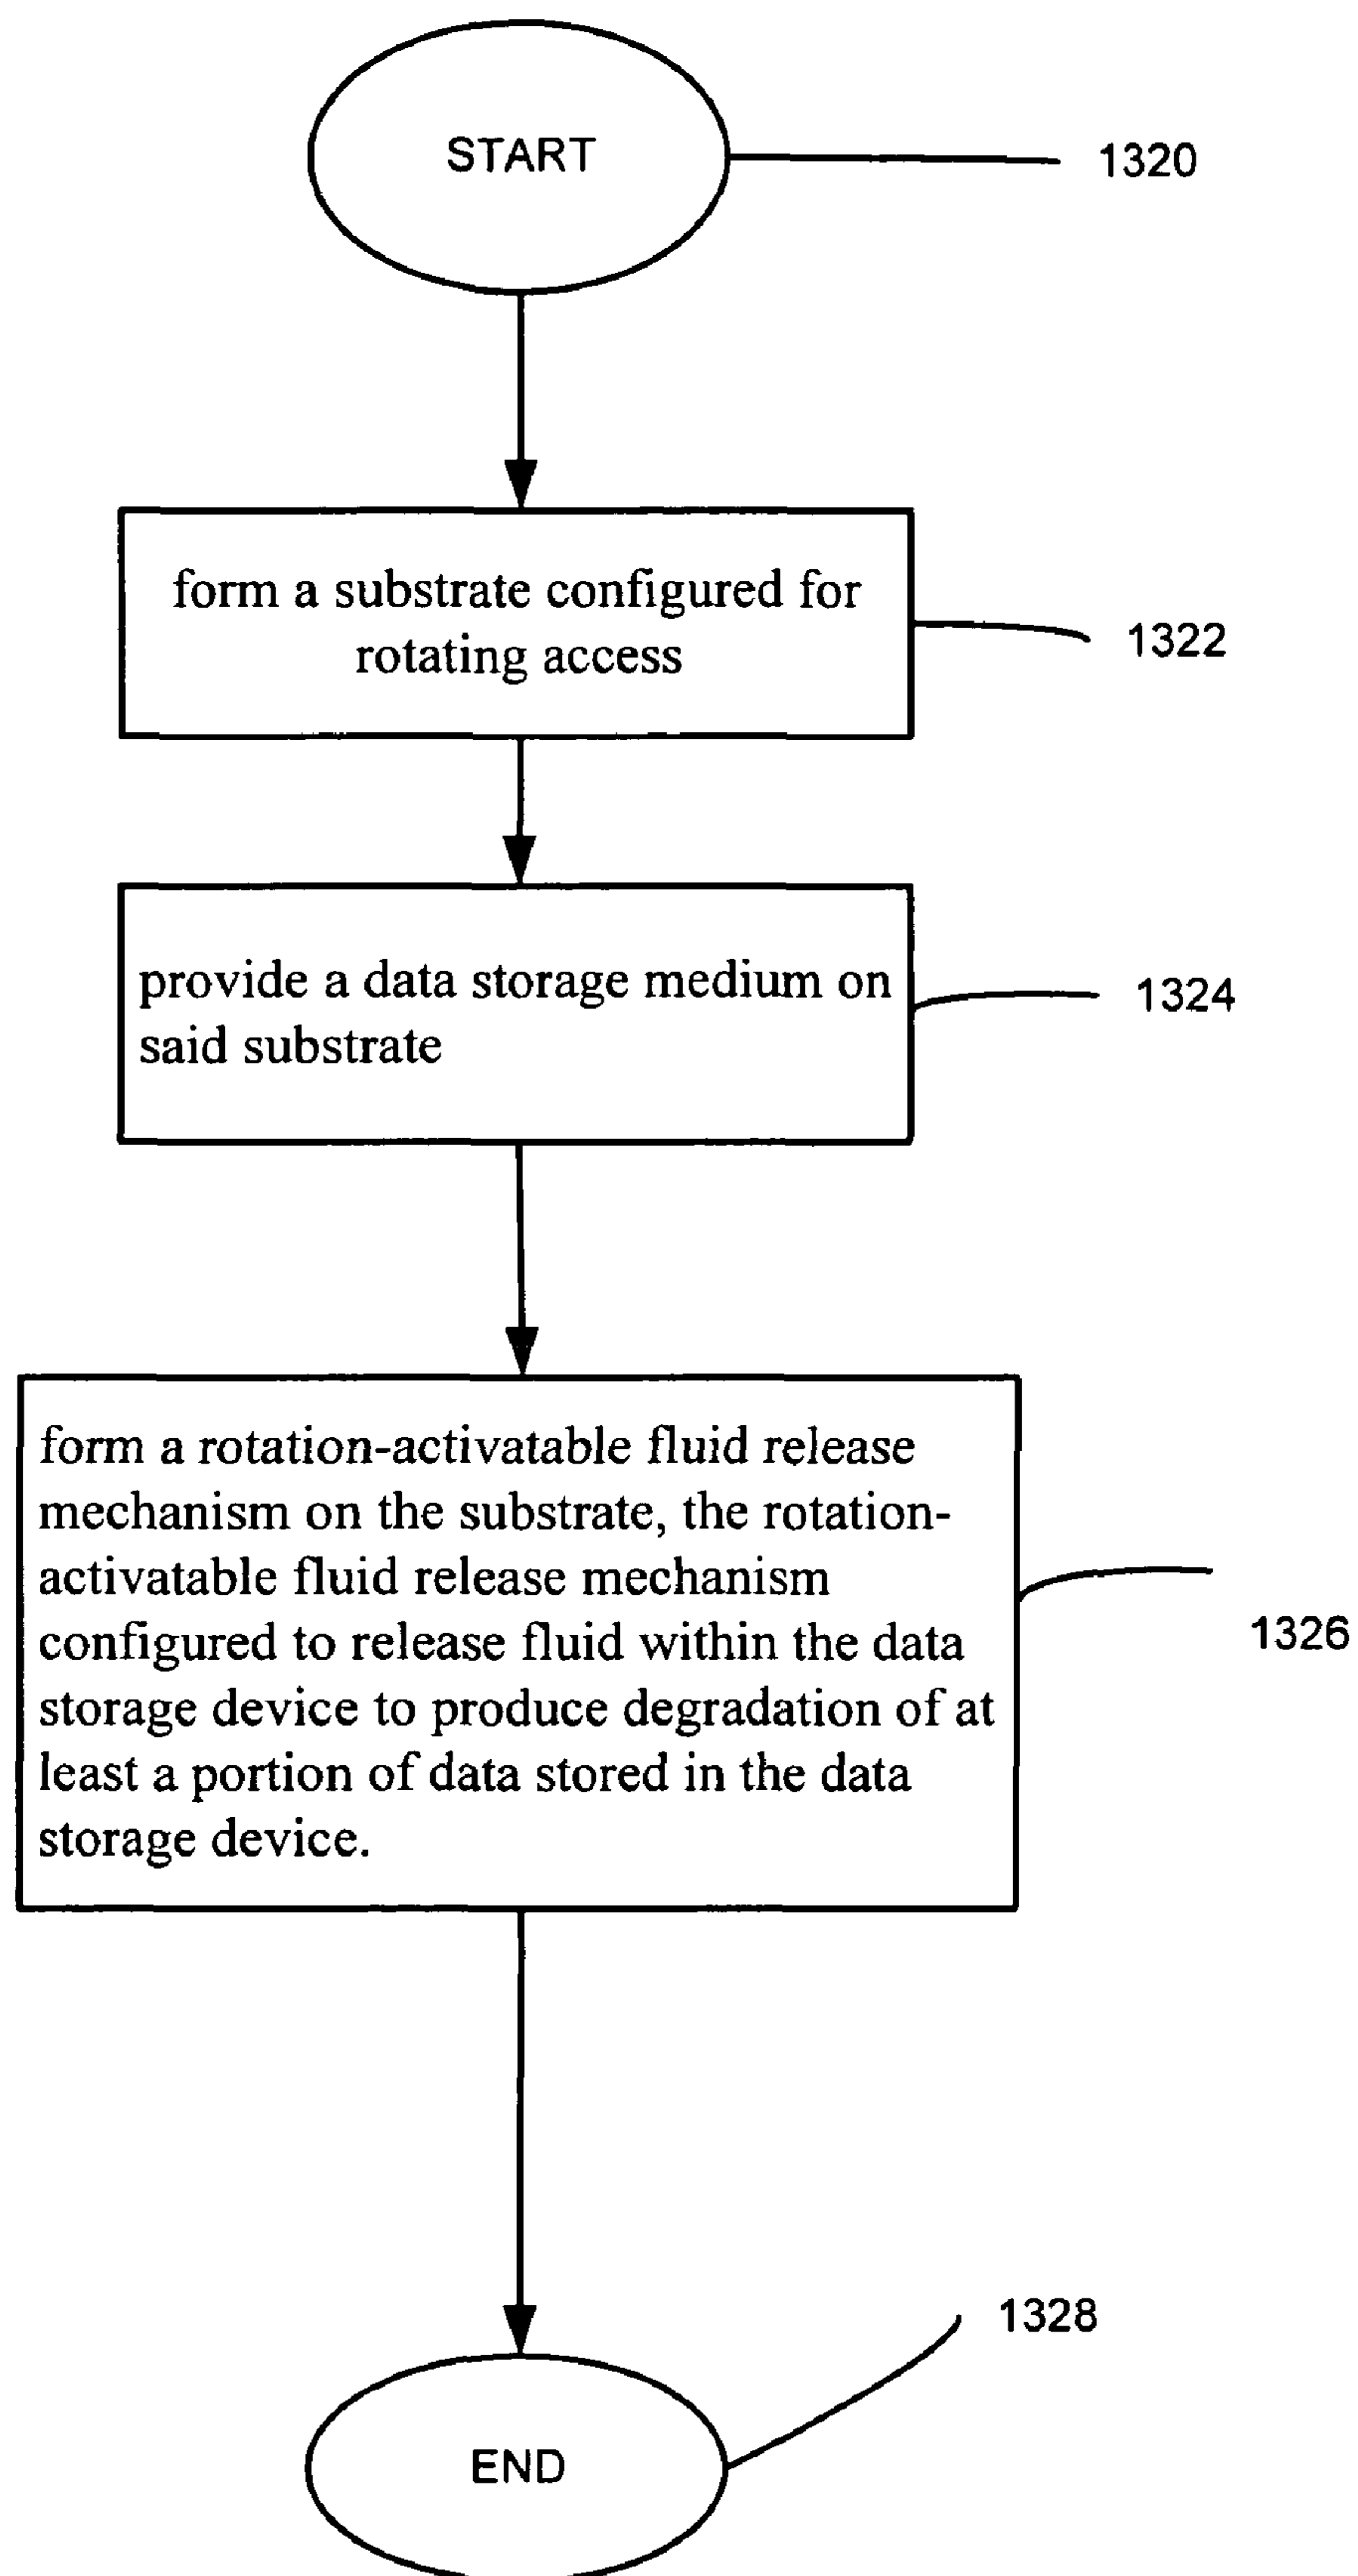 START
1320
form a substrate configured for
rotating access
1322
provide a data storage medium on
said substrate
1324
form a rotation-activatable fluid release
mechanism on the substrate, the rotation-
activatable fluid release mechanism
configured to release fluid within the data
storage device to produce degradation of at
least a portion of data stored in the data
storage device.
1326
1328
END